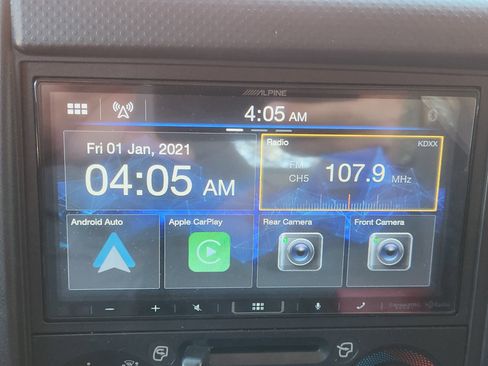 ALPINE
4:05 AM
Fri 01 Jan, 2021
04:05 AM
Radio
KDXX
FM
CH5
107.9 MHz
Android Auto
Apple CarPlay
Rear Camera
Front Camera